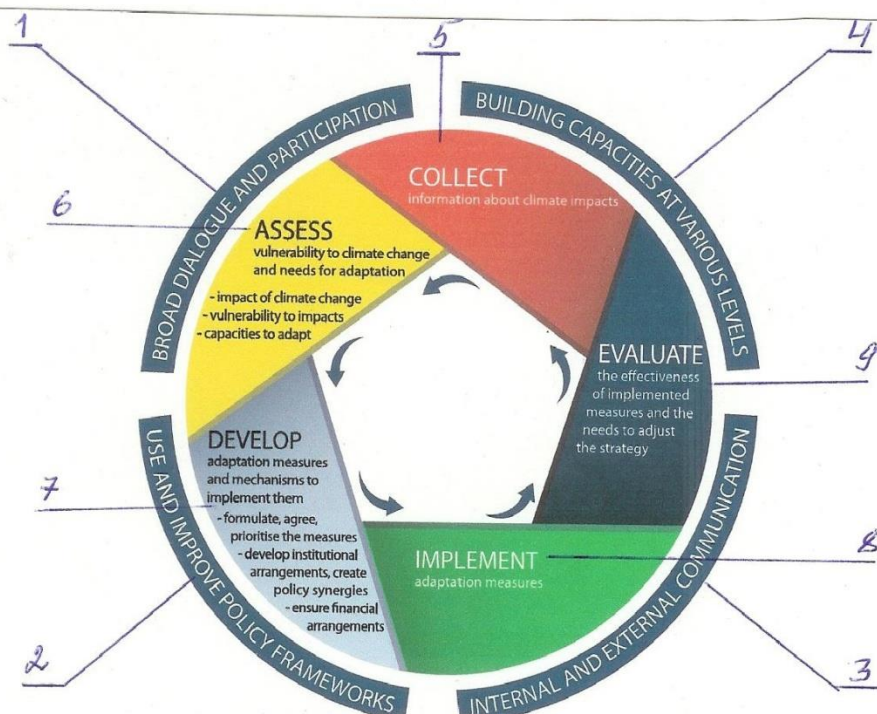 1
5
4
BROAD DIALOGUE AND PARTICIPATION
BUILDING CAPACITIES AT VARIOUS LEVELS
COLLECT
information about climate impacts
6
ASSESS
vulnerability to climate change
and needs for adaptation
- impact of climate change
- vulnerability to impacts
- capacities to adapt
EVALUATE
the effectiveness
of implemented
measures and the
needs to adjust
the strategy
9
7
DEVELOP
adaptation measures
and mechanisms to
implement them
- formulate, agree,
prioritise the measures
- develop institutional
arrangements, create
policy synergles
- ensure financial
arrangements
IMPLEMENT
adaptation measures
8
USE AND IMPROVE POLICY FRAMEWORKS
INTERNAL AND EXTERNAL COMMUNICATION
2
3